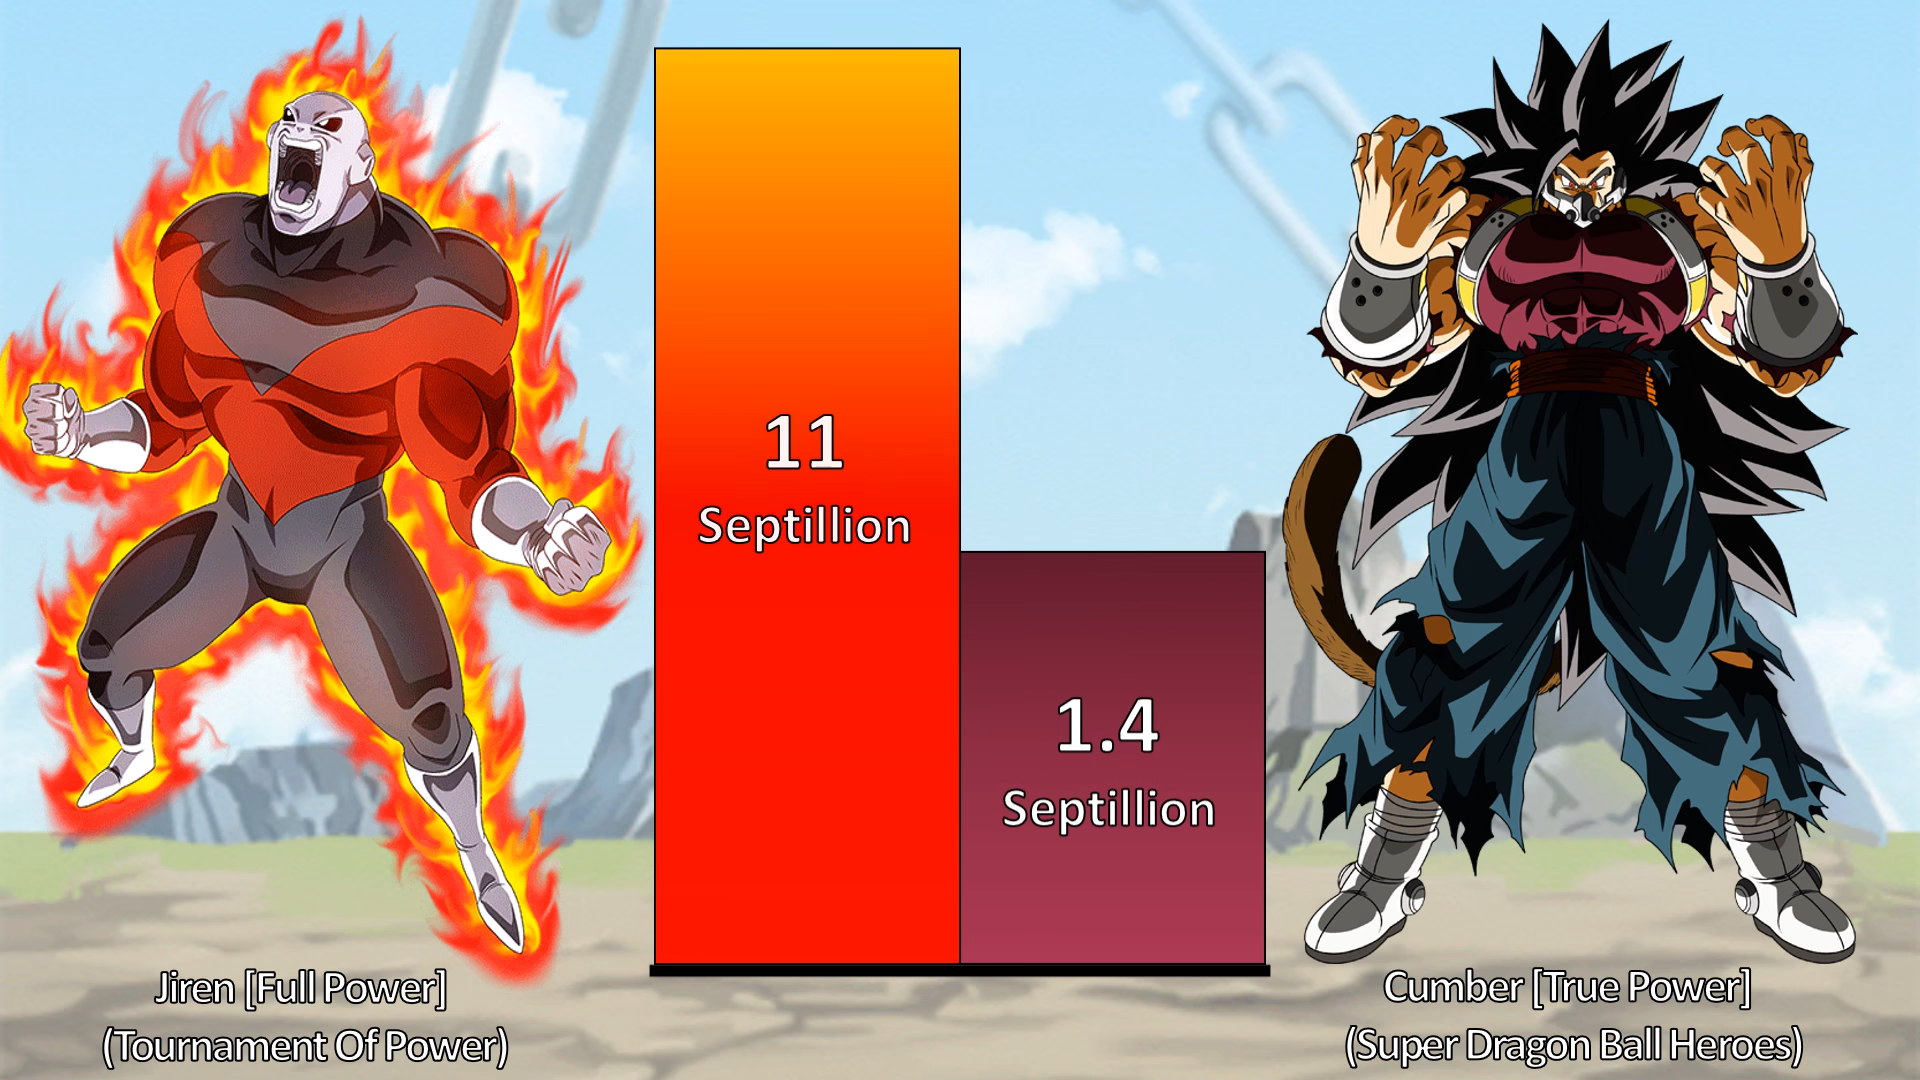 11
Septillion
1.4
Septillion
Jiren [Full Power]
(Tournament Of Power)
Cumber [True Power]
(Super Dragon Ball Heroes)